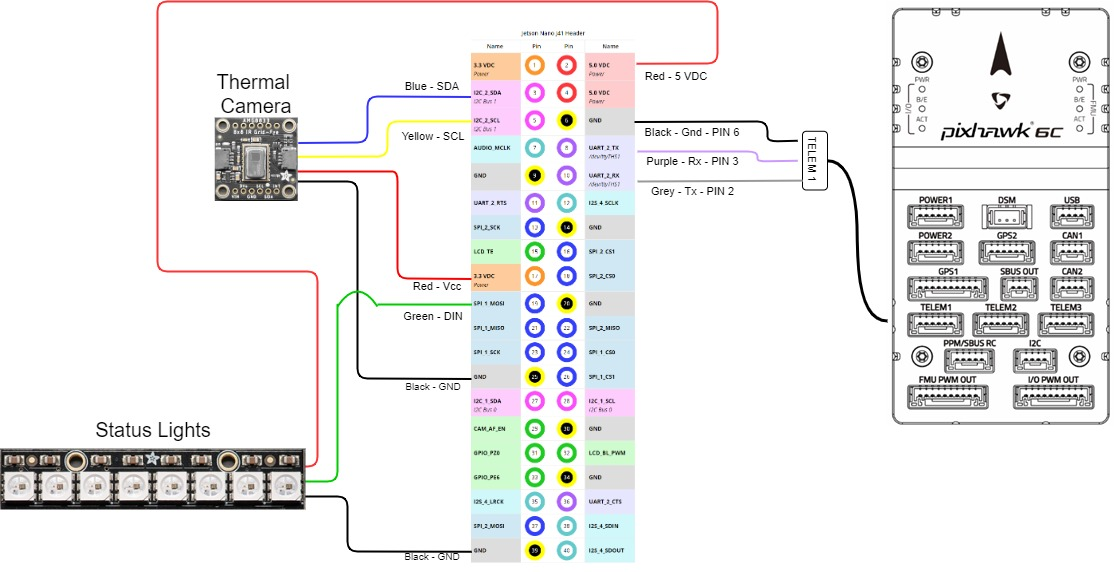 Jetson Nano J41 Header
Name Pin Pin Name
3.3 VDC
Power
1 2
5.0 VDC
Power
Red - 5 VDC
Thermal
Camera
Blue - SDA
I2C_2_SDA
I2C Bus 1
3 4
5.0 VDC
Power
Yellow - SCL
I2C_2_SCL
I2C Bus 1
5 6
GND
Black - Gnd - PIN 6
AUDIO_MCLK
7 8
UART_2_TX
/dev/ttyTHS1
Purple - Rx - PIN 3
GND
9 10
UART_2_RX
/dev/ttyTHS1
Grey - Tx - PIN 2
TELEM 1
UART_2_RTS 11 12 I2S_4_SCLK
SPI_2_SCK 13 14 GND
LCD_TE 15 16 SPI_2_CS1
Red - Vcc
3.3 VDC
Power
17 18 SPI_2_CS0
Green - DIN
SPI_1_MOSI 19 20 GND
SPI_1_MISO 21 22 SPI_2_MISO
SPI_1_SCK 23 24 SPI_1_CS0
Black - GND
GND 25 26 SPI_1_CS1
I2C_1_SDA
I2C Bus 0
27 28
I2C_1_SCL
I2C Bus 0
CAM_AF_EN 29 30 GND
GPIO_PZ0 31 32 LCD_BL_PWM
GPIO_PE6 33 34 GND
I2S_4_LRCK 35 36 UART_2_CTS
SPI_2_MOSI 37 38 I2S_4_SDIN
Black - GND
GND 39 40 I2S_4_SDOUT
AMG8833
8x8 IR Grid-Eye
Status Lights
PWR PWR
I/O B/E B/E FMU
ACT ACT
pixhawk 6C
POWER1 DSM USB
POWER2 GPS2 CAN1
GPS1 SBUS OUT CAN2
TELEM1 TELEM2 TELEM3
PPM/SBUS RC I2C
FMU PWM OUT I/O PWM OUT